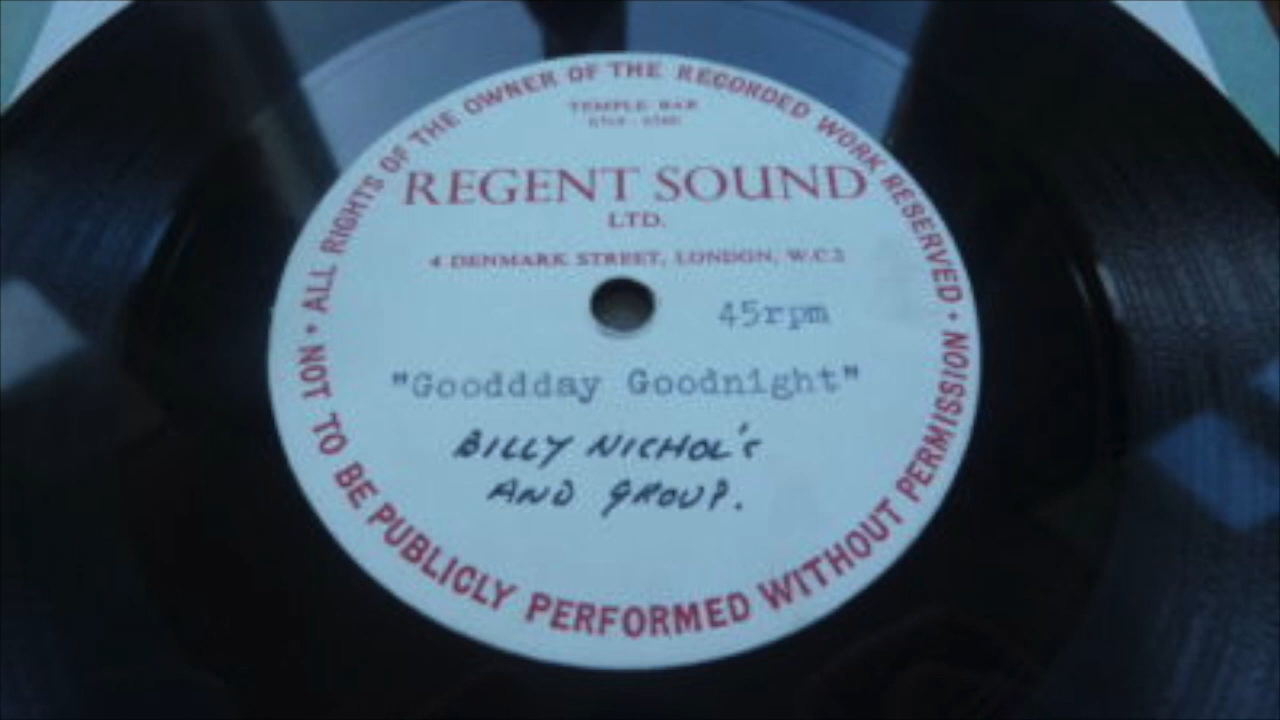 ALL RIGHTS OF THE OWNER OF THE RECORDED WORK RESERVED • NOT TO BE PUBLICLY PERFORMED WITHOUT PERMISSION •
TEMPLE BAR
REGENT SOUND
LTD.
4 DENMARK STREET, LONDON, W.C.2
45rpm
"Gooddday Goodnight"
BILLY NICHOL'S
AND GROUP.